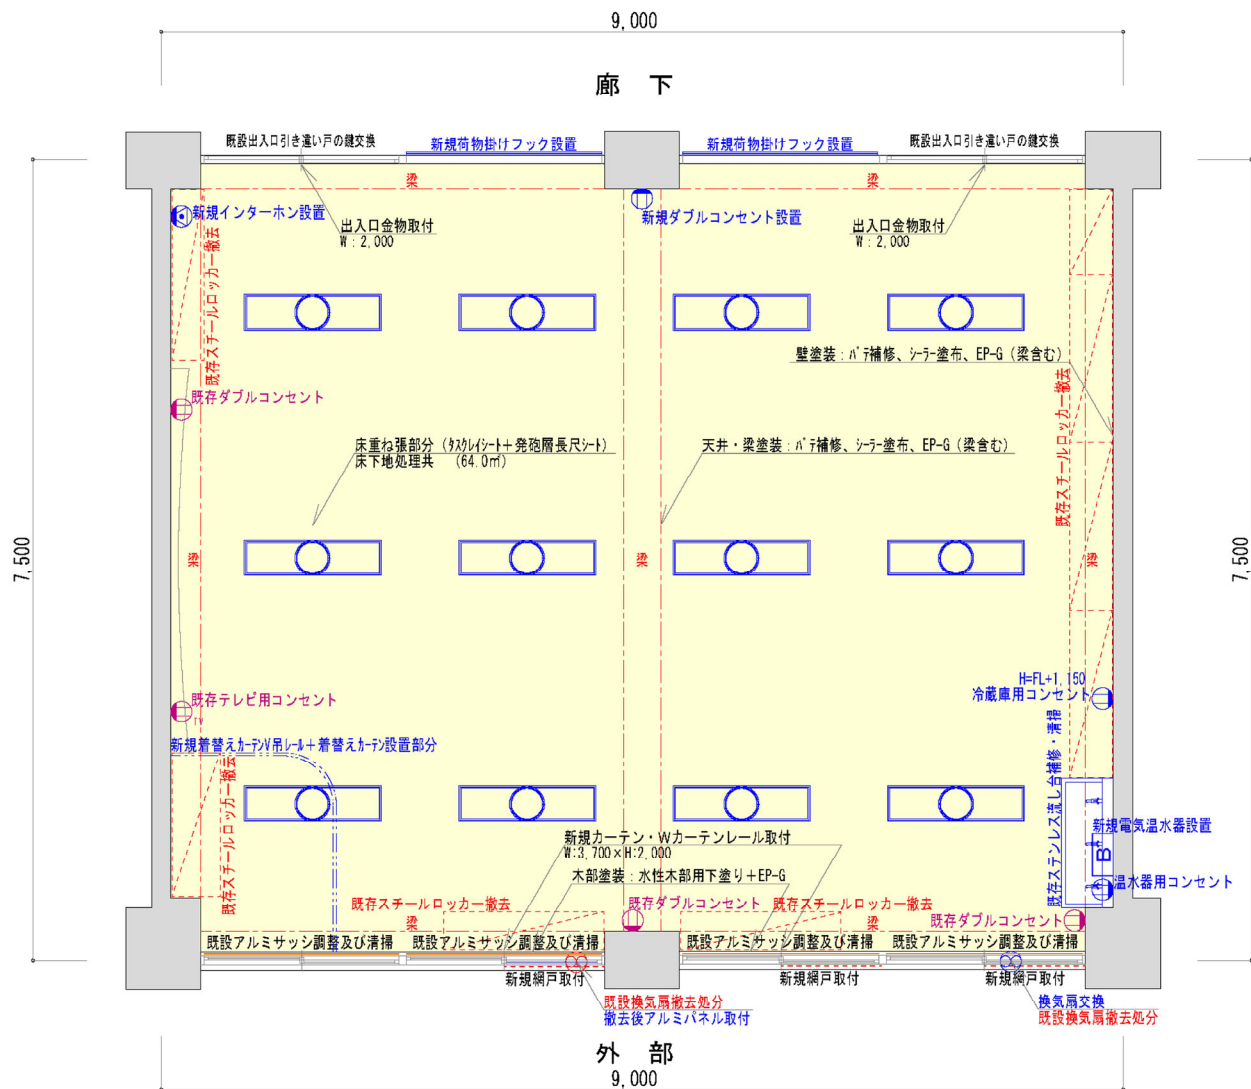 9,000
廊 下
既設出入口引き違い戸の鍵交換
新規荷物掛けフック設置
新規荷物掛けフック設置
既設出入口引き違い戸の鍵交換
梁
梁
新規インターホン設置
出入口金物取付
W:2,000
新規ダブルコンセント設置
出入口金物取付
W:2,000
既存スチールロッカー撤去
壁塗装:パテ補修、シーラー塗布、EP-G(梁含む)
既存ダブルコンセント
既存スチールロッカー撤去
床重ね張部分(タスクレイシート+発砲層長尺シート)
床下地処理共 (64.0㎡)
天井・梁塗装:パテ補修、シーラー塗布、EP-G(梁含む)
7,500
梁
梁
梁
7,500
既存テレビ用コンセント
TV
H=FL+1,150
冷蔵庫用コンセント
新規着替えカーテンV吊レール+着替えカーテン設置部分
既存スチールロッカー撤去
既存ステンレス流し台補修・清掃
新規電気温水器設置
B
温水器用コンセント
新規カーテン・Wカーテンレール取付
W:3,700×H:2,000
木部塗装:水性木部用下塗り+EP-G
既存スチールロッカー撤去
既存ダブルコンセント
既存スチールロッカー撤去
既存ダブルコンセント
梁
梁
既設アルミサッシ調整及び清掃
既設アルミサッシ調整及び清掃
既設アルミサッシ調整及び清掃
既設アルミサッシ調整及び清掃
新規網戸取付
新規網戸取付
新規網戸取付
既設換気扇撤去処分
撤去後アルミパネル取付
換気扇交換
既設換気扇撤去処分
外 部
9,000